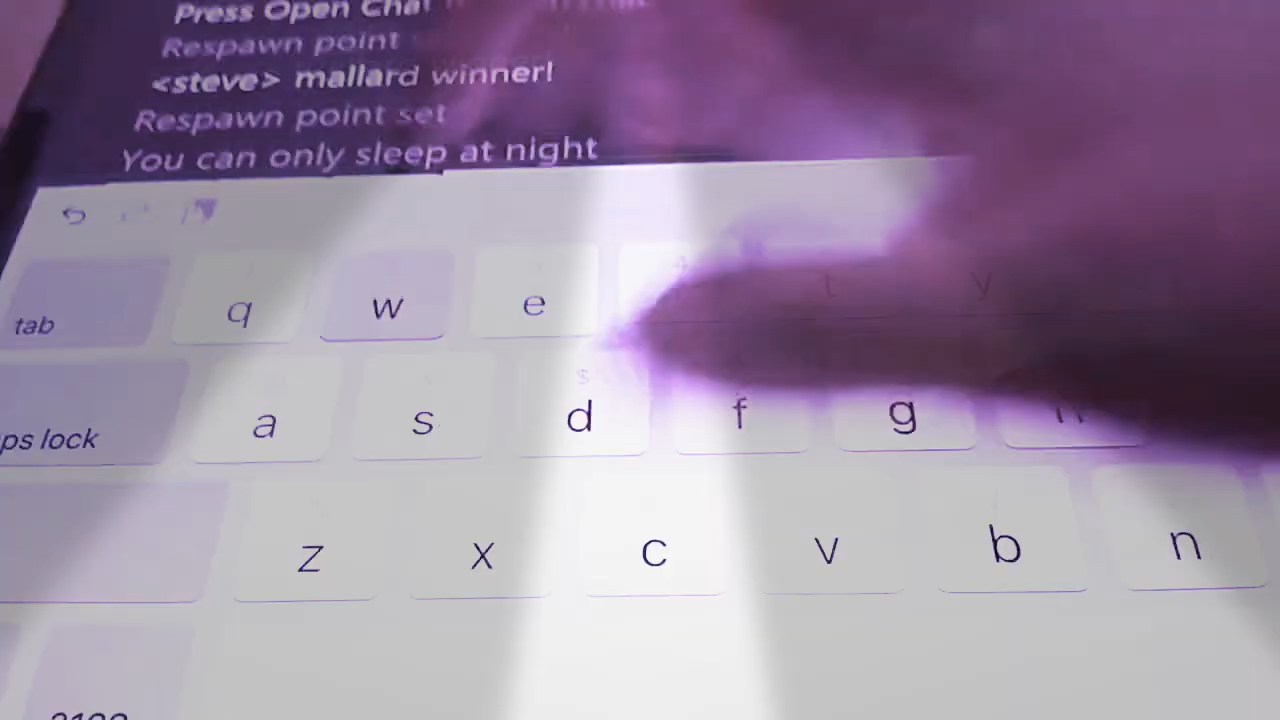 Press Open Chat
Respawn point
<steve> mallard winner!
Respawn point set
You can only sleep at night
tab q w e t y
ps lock a s d f g h
$
z x c v b n